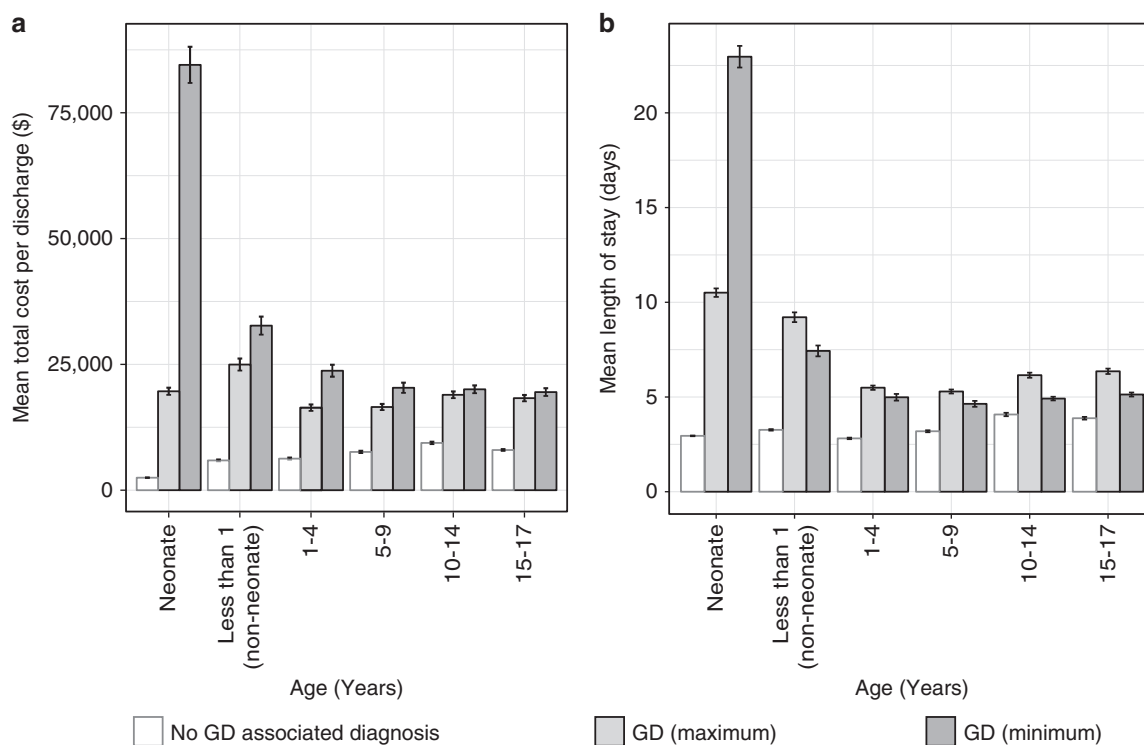 a
Mean total cost per discharge ($)
75,000
50,000
25,000
0
Neonate
Less than 1
(non-neonate)
1-4
5-9
10-14
15-17
Age (Years)
b
Mean length of stay (days)
20
15
10
5
0
Neonate
Less than 1
(non-neonate)
1-4
5-9
10-14
15-17
Age (Years)
No GD associated diagnosis
GD (maximum)
GD (minimum)